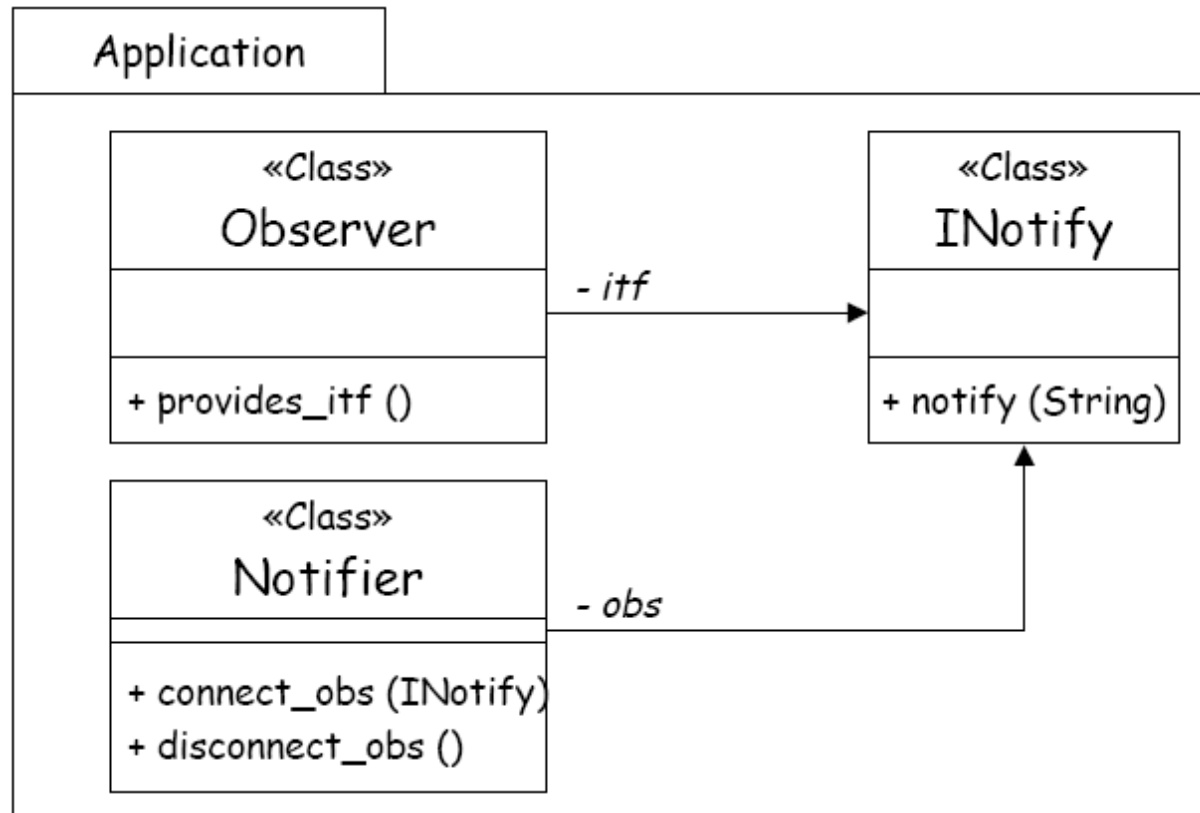 Application
«Class»
Observer
+ provides_itf ()
- itf
«Class»
INotify
+ notify (String)
«Class»
Notifier
+ connect_obs (INotify)
+ disconnect_obs ()
- obs